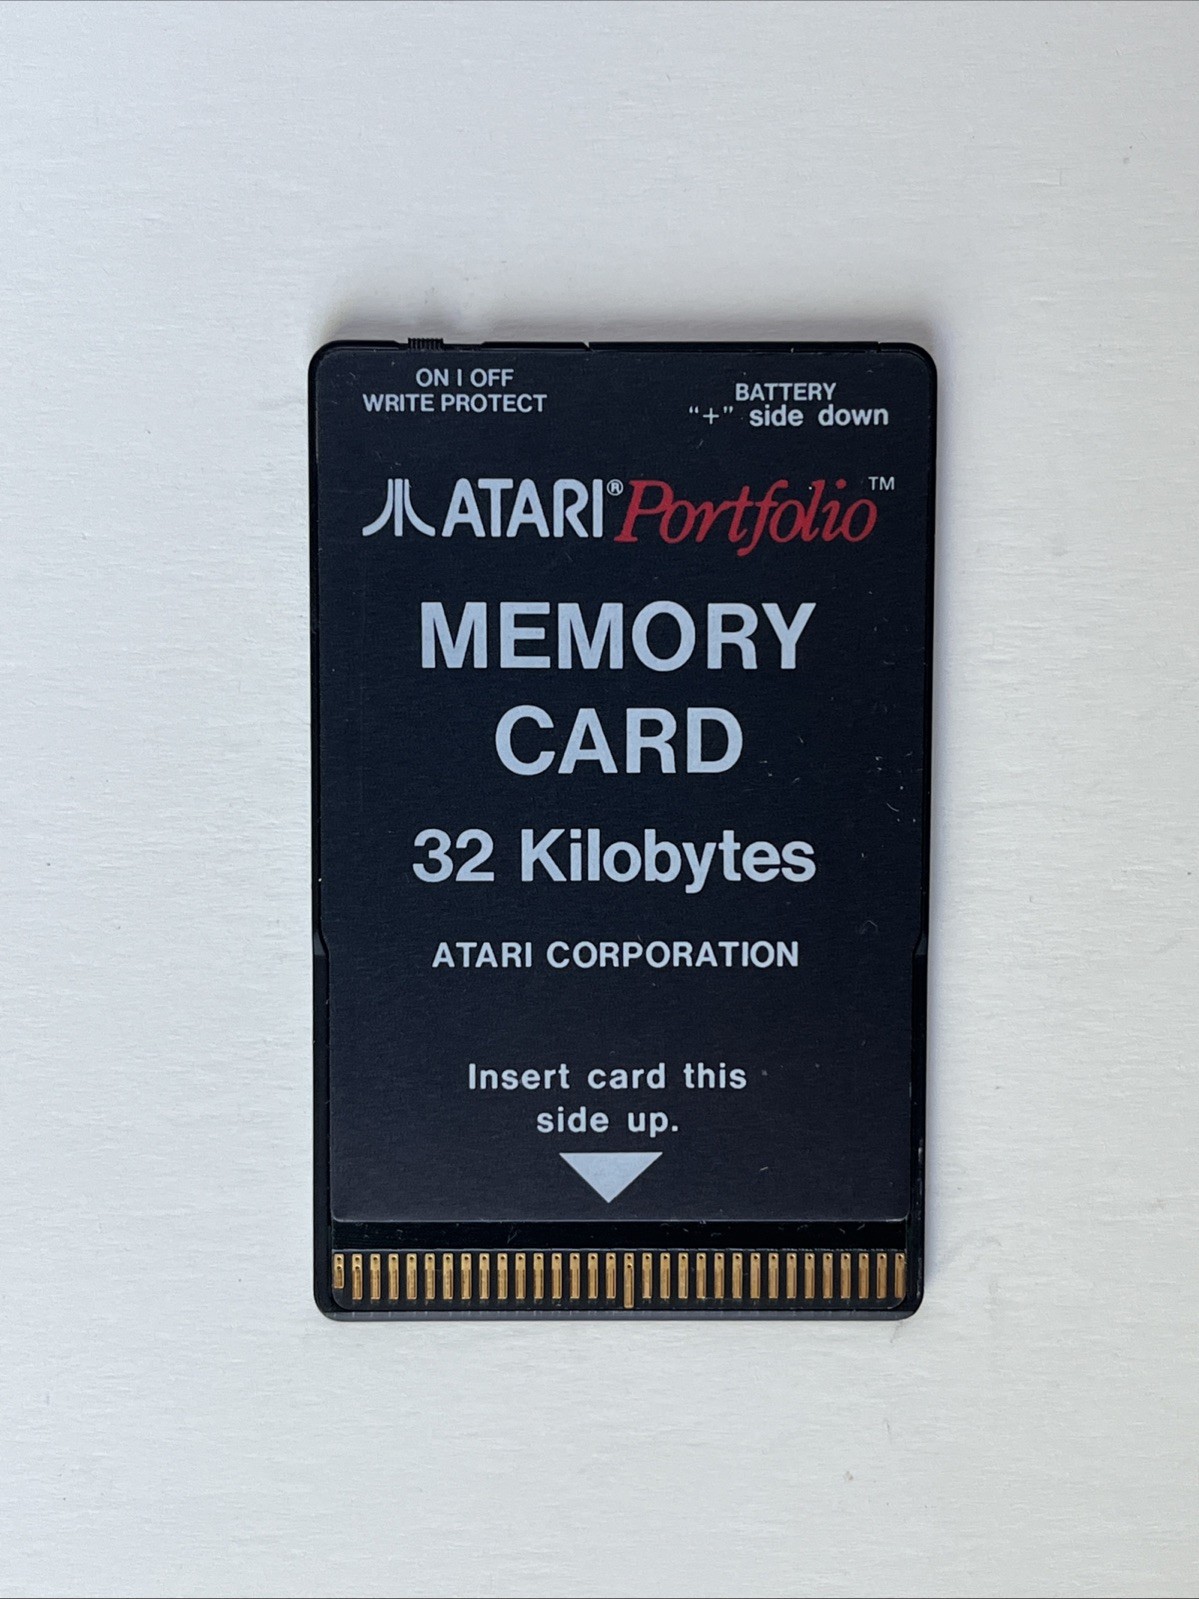 ON I OFF
WRITE PROTECT
BATTERY
“+” side down
ATARI® Portfolio™
MEMORY
CARD
32 Kilobytes
ATARI CORPORATION
Insert card this
side up.